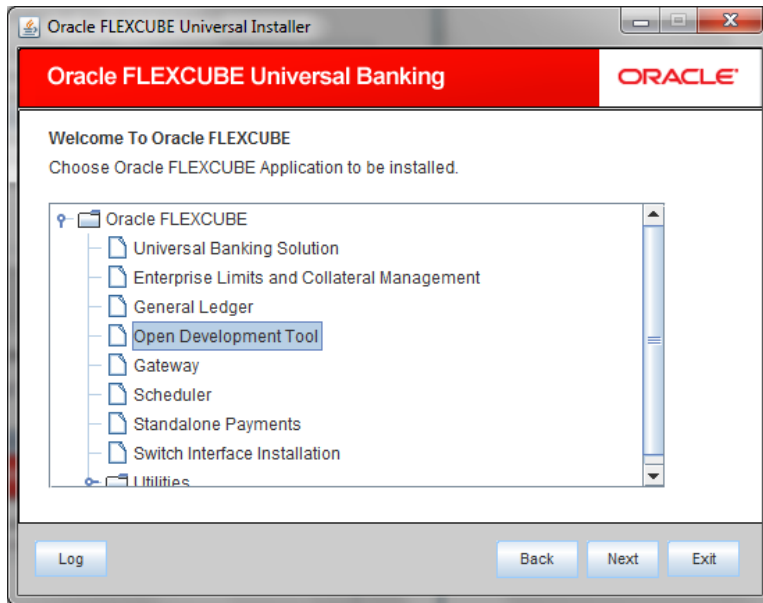 Oracle FLEXCUBE Universal Installer
Oracle FLEXCUBE Universal Banking
ORACLE
Welcome To Oracle FLEXCUBE
Choose Oracle FLEXCUBE Application to be installed.
Oracle FLEXCUBE
Universal Banking Solution
Enterprise Limits and Collateral Management
General Ledger
Open Development Tool
Gateway
Scheduler
Standalone Payments
Switch Interface Installation
Utilities
Log Back Next Exit